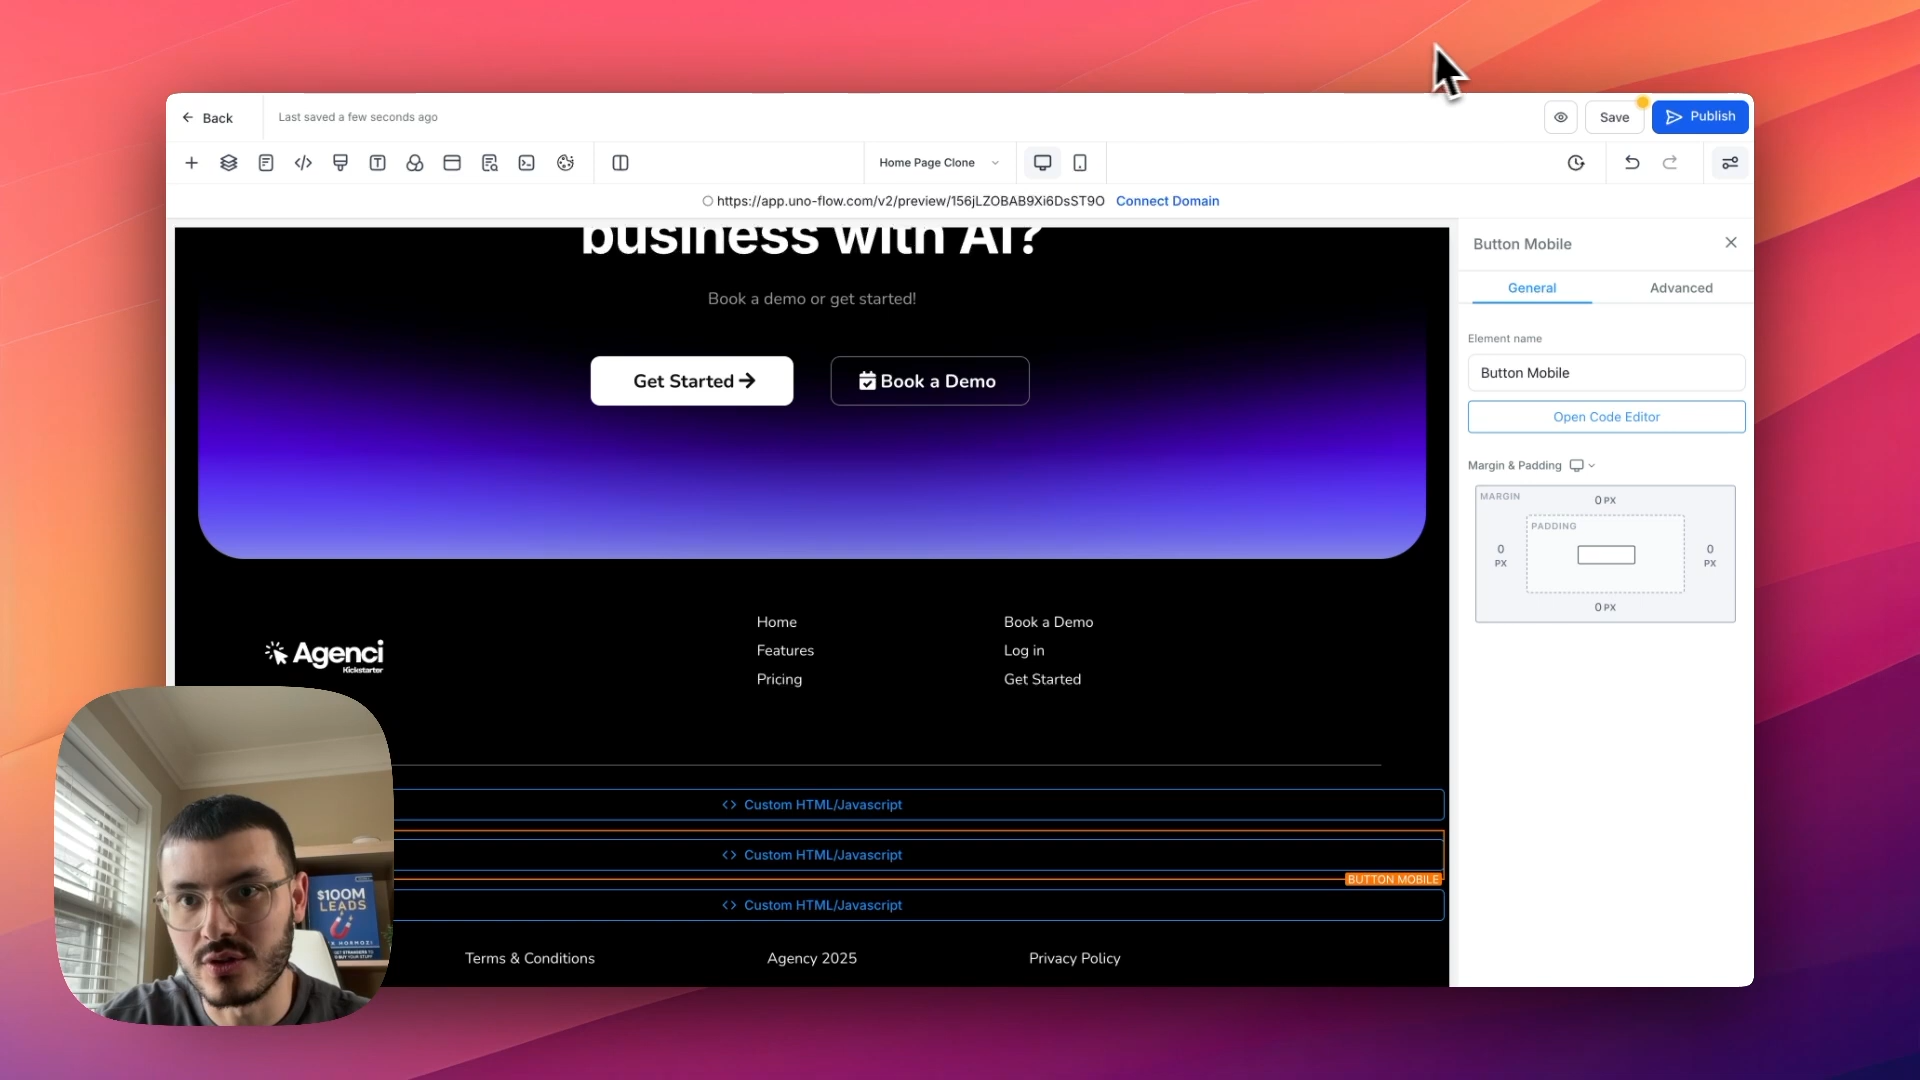 Back
Last saved a few seconds ago
Save
Publish
Home Page Clone
https://app.uno-flow.com/v2/preview/156jLZOBAB9Xi6DsST9O Connect Domain
business with AI?
Book a demo or get started!
Get Started
Book a Demo
Agenci
Kickstarter
Home
Features
Pricing
Book a Demo
Log in
Get Started
Custom HTML/Javascript
Custom HTML/Javascript
BUTTON MOBILE
Custom HTML/Javascript
Terms & Conditions
Agency 2025
Privacy Policy
Button Mobile
General
Advanced
Element name
Button Mobile
Open Code Editor
Margin & Padding
MARGIN
0 PX
PADDING
0 PX
0 PX
0 PX
$100M
LEADS
HORMOZI